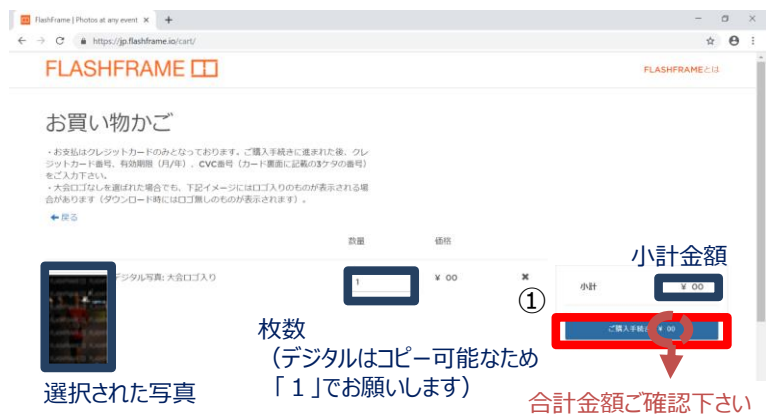 FlashFrame | Photos at any event
https://jp.flashframe.io/cart/
FLASHFRAME
FLASHFRAMEとは
お買い物かご
・お支払はクレジットカードのみとなっております。ご購入手続きに進まれた後、クレ
ジットカード番号、有効期限（月/年）、CVC番号（カード裏面に記載の3ケタの番号）
をご入力下さい。
・大会ロゴなしを選ばれた場合でも、下記イメージにはロゴ入りのものが表示される場
合があります（ダウンロード時にはロゴ無しのものが表示されます）。
戻る
数量
価格
小計金額
デジタル写真: 大会ロゴ入り
1
¥ 00
①
小計
¥ 00
ご購入手続き ¥ 00
枚数
（デジタルはコピー可能なため
「１」でお願いします）
選択された写真
合計金額ご確認下さい